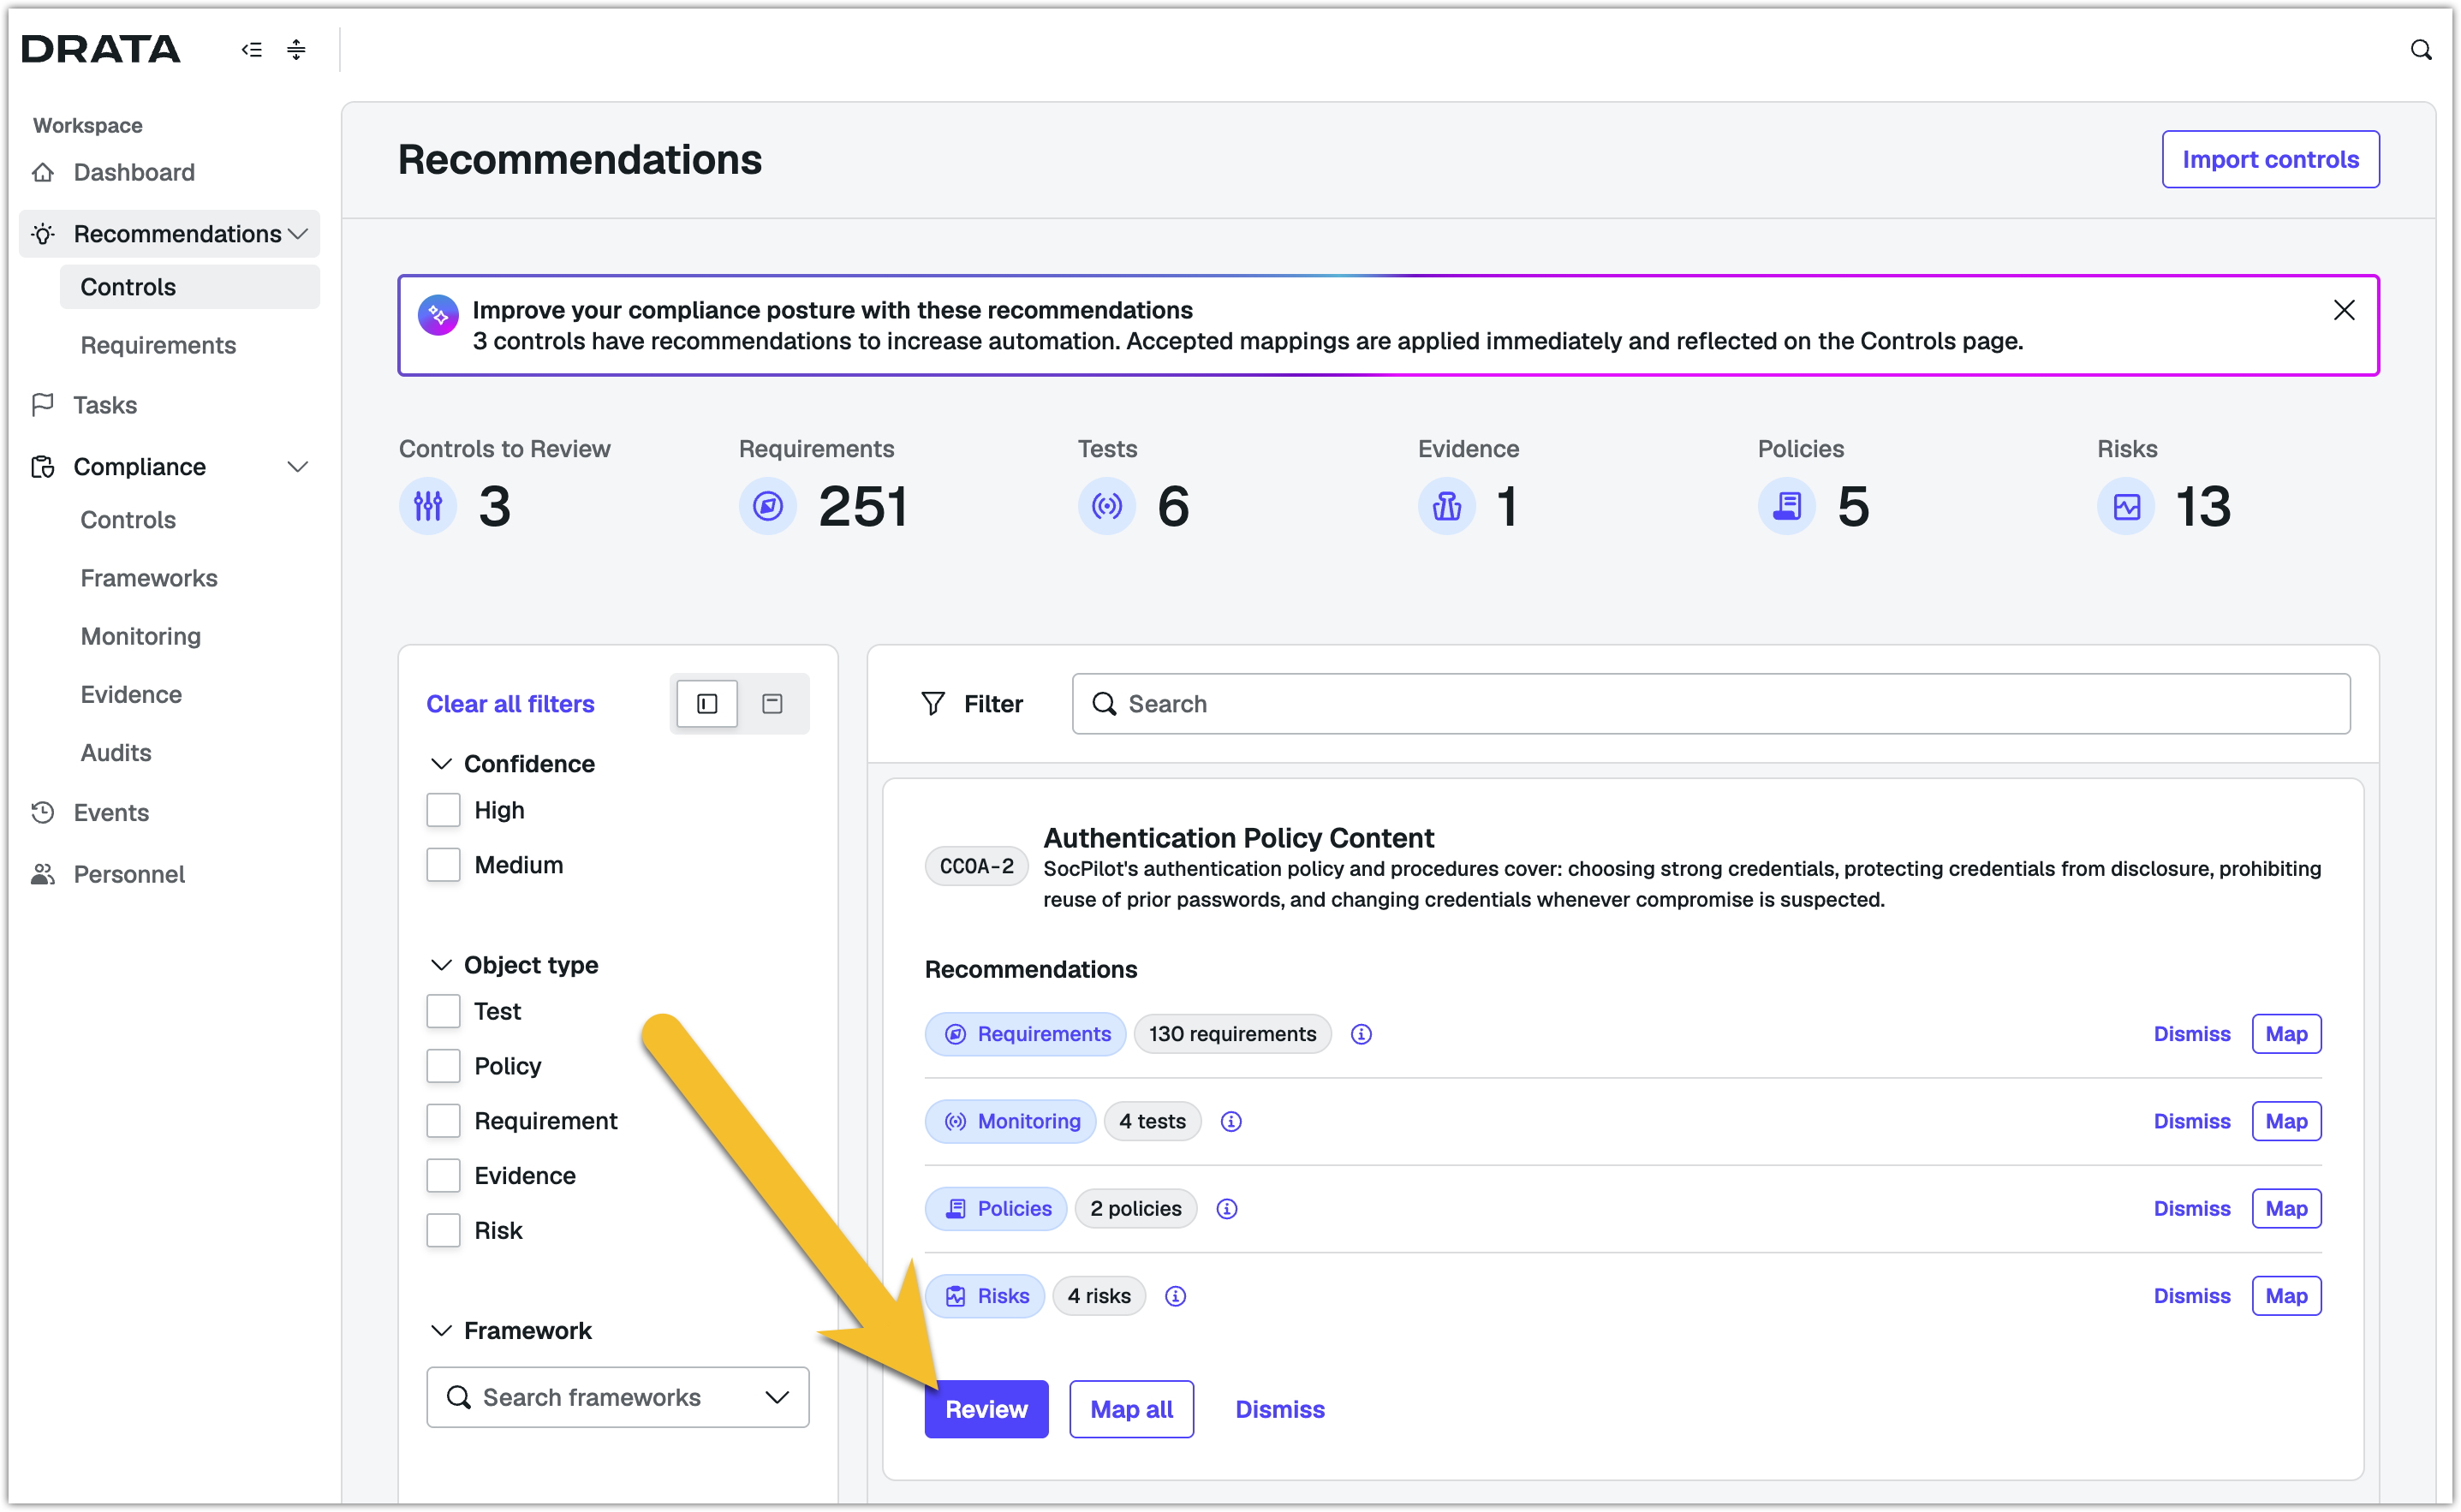 DRATA
Workspace
Dashboard
Recommendations
Controls
Requirements
Tasks
Compliance
Controls
Frameworks
Monitoring
Evidence
Audits
Events
Personnel
Recommendations
Import controls
Improve your compliance posture with these recommendations
3 controls have recommendations to increase automation. Accepted mappings are applied immediately and reflected on the Controls page.
Controls to Review
3
Requirements
251
Tests
6
Evidence
1
Policies
5
Risks
13
Clear all filters
Confidence
High
Medium
Object type
Test
Policy
Requirement
Evidence
Risk
Framework
Search frameworks
Filter
Search
CCOA-2
Authentication Policy Content
SocPilot's authentication policy and procedures cover: choosing strong credentials, protecting credentials from disclosure, prohibiting
reuse of prior passwords, and changing credentials whenever compromise is suspected.
Recommendations
Requirements 130 requirements Dismiss Map
Monitoring 4 tests Dismiss Map
Policies 2 policies Dismiss Map
Risks 4 risks Dismiss Map
Review Map all Dismiss